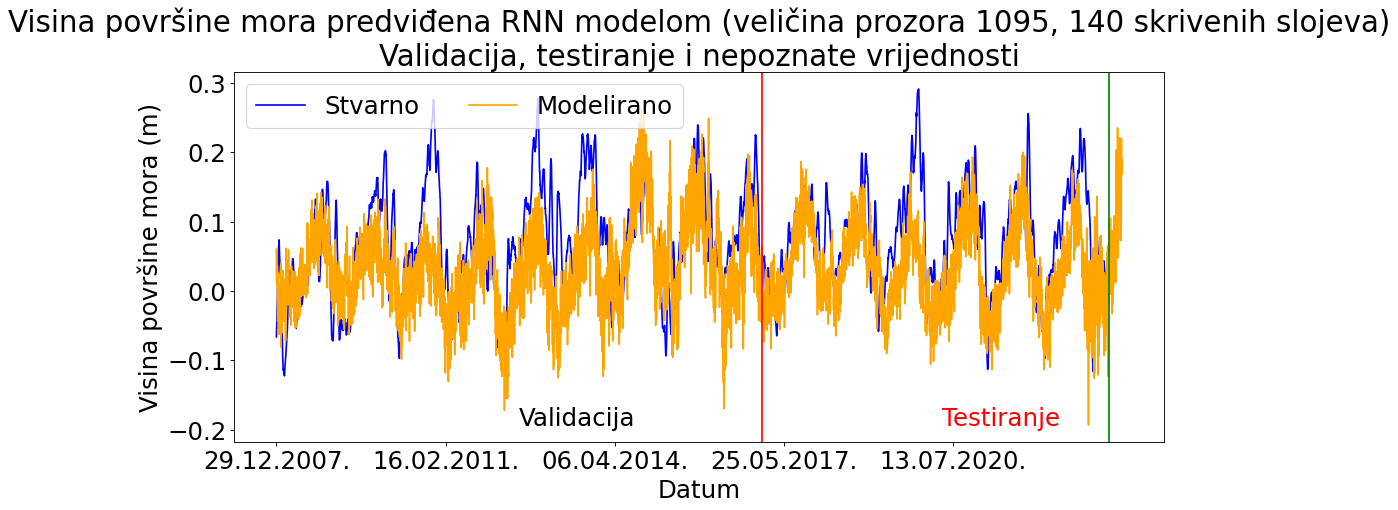 Visina površine mora predviđena RNN modelom (veličina prozora 1095, 140 skrivenih slojeva)
Validacija, testiranje i nepoznate vrijednosti
Stvarno Modelirano
Visina površine mora (m)
0.3
0.2
0.1
0.0
−0.1
−0.2
Validacija
Testiranje
29.12.2007. 16.02.2011. 06.04.2014. 25.05.2017. 13.07.2020.
Datum